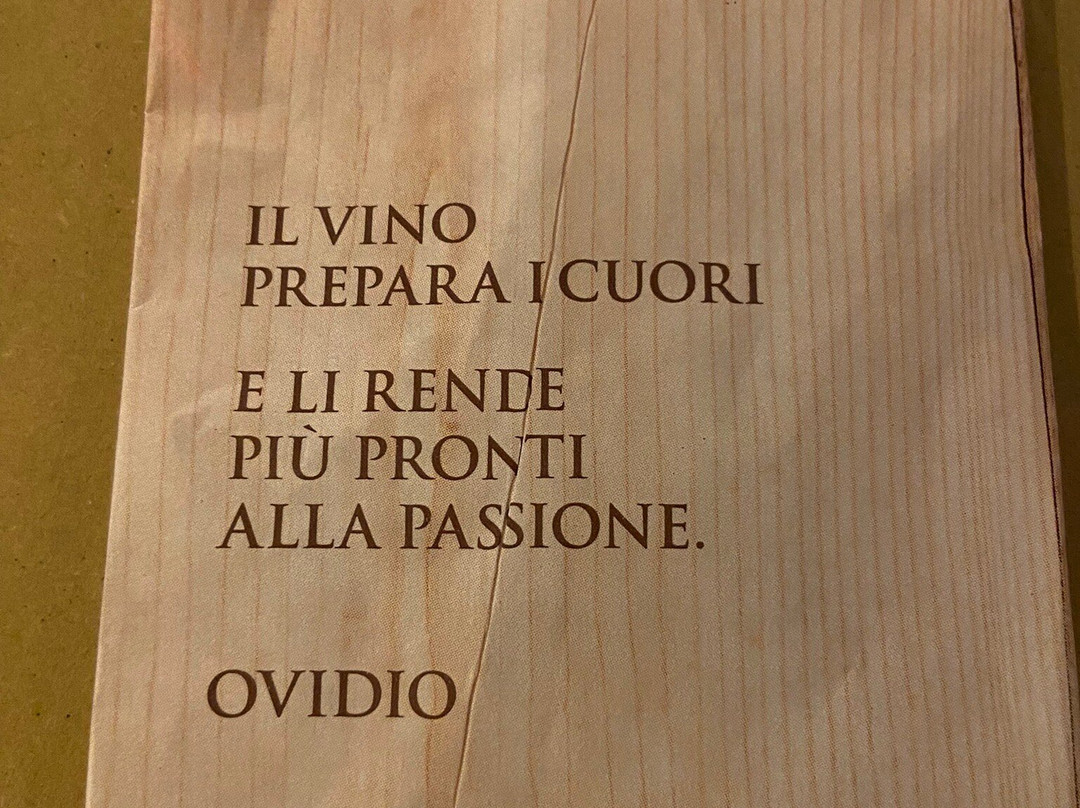 IL VINO
PREPARA I CUORI
E LI RENDE
PIÙ PRONTI
ALLA PASSIONE.
OVIDIO